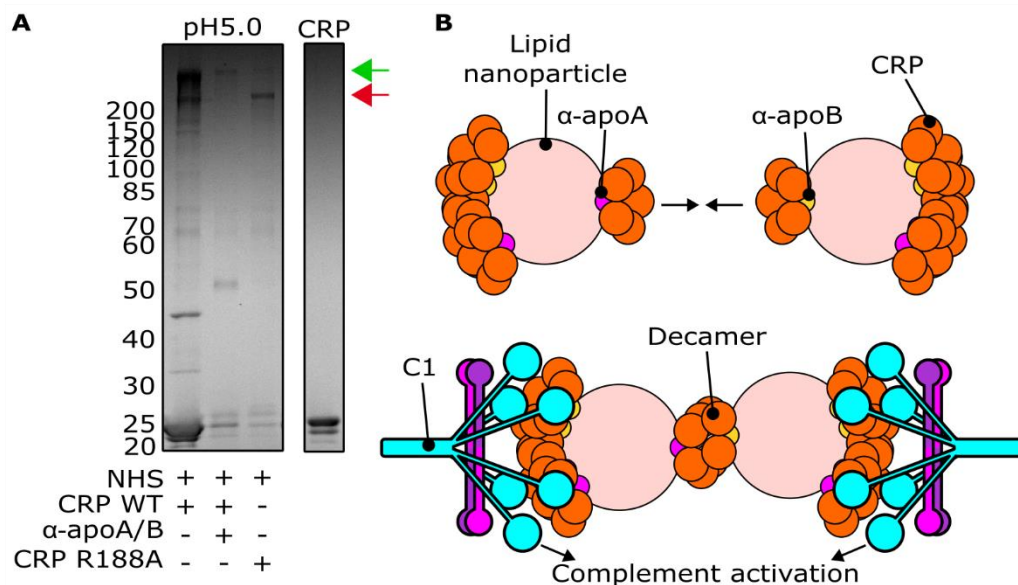 A
pH5.0
CRP
200
150
120
100
85
70
60
50
40
30
25
20
NHS + + +
CRP WT + + -
α-apoA/B - + -
CRP R188A - - +
B
Lipid
nanoparticle
α-apoA
α-apoB
CRP
Decamer
C1
Complement activation